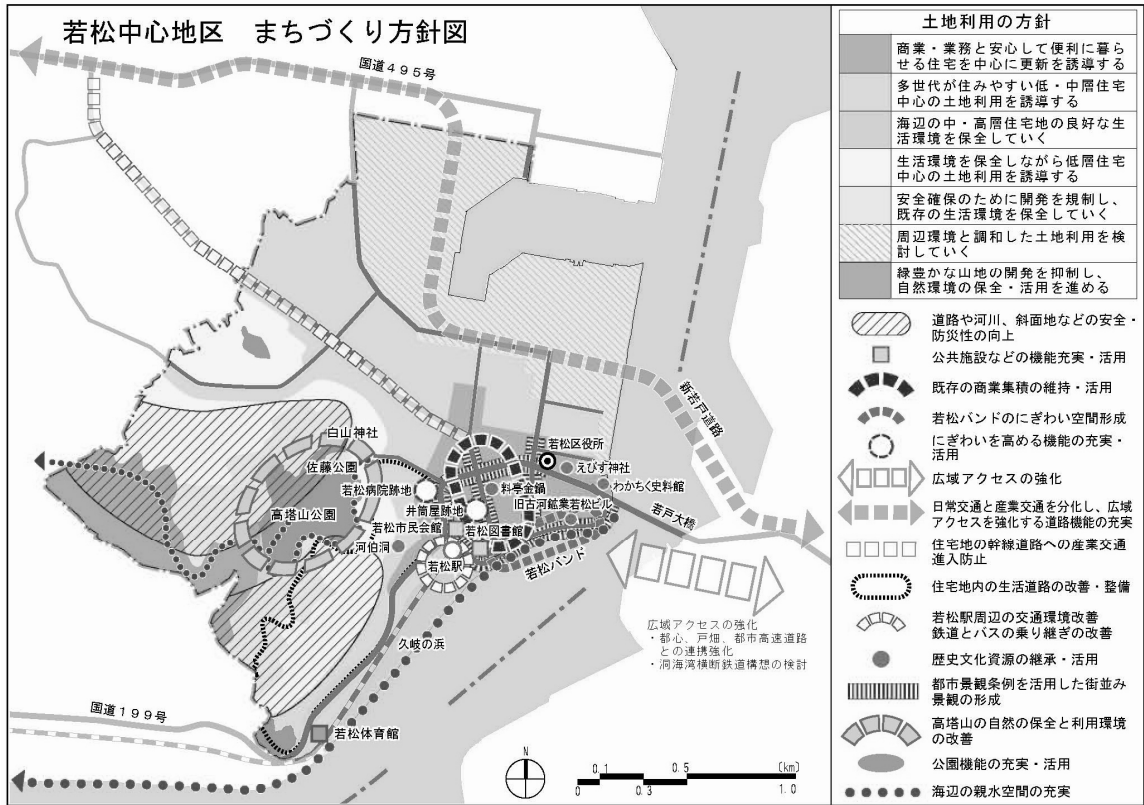 若松中心地区　まちづくり方針図
国道495号
新若戸道路
白山神社
佐藤公園
若松病院跡地
高塔山公園
若松市民会館
河伯洞
若松駅
井筒屋跡地
若松図書館
料亭金鍋
旧古河鉱業若松ビル
若松区役所
えびす神社
わかちく史料館
若戸大橋
若松バンド
久岐の浜
若松体育館
国道199号
広域アクセスの強化
・都心、戸畑、都市高速道路
との連携強化
・洞海湾横断鉄道構想の検討
N
0.1 0.5 (km)
0 0.3 1.0
土地利用の方針
商業・業務と安心して便利に暮ら
せる住宅を中心に更新を誘導する
多世代が住みやすい低・中層住宅
中心の土地利用を誘導する
海辺の中・高層住宅地の良好な生
活環境を保全していく
生活環境を保全しながら低層住宅
中心の土地利用を誘導する
安全確保のために開発を規制し、
既存の生活環境を保全していく
周辺環境と調和した土地利用を検
討していく
緑豊かな山地の開発を抑制し、
自然環境の保全・活用を進める
道路や河川、斜面地などの安全・
防災性の向上
公共施設などの機能充実・活用
既存の商業集積の維持・活用
若松バンドのにぎわい空間形成
にぎわいを高める機能の充実・
活用
広域アクセスの強化
日常交通と産業交通を分化し、広域
アクセスを強化する道路機能の充実
住宅地の幹線道路への産業交通
進入防止
住宅地内の生活道路の改善・整備
若松駅周辺の交通環境改善
鉄道とバスの乗り継ぎの改善
歴史文化資源の継承・活用
都市景観条例を活用した街並み
景観の形成
高塔山の自然の保全と利用環境
の改善
公園機能の充実・活用
海辺の親水空間の充実